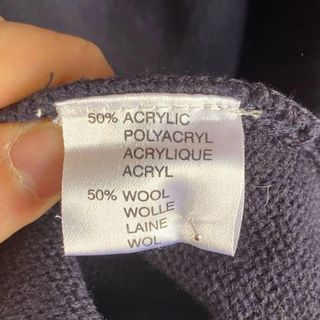 50% ACRYLIC
POLYACRYL
ACRYLIQUE
ACRYL
50% WOOL
WOLLE
LAINE
WOL